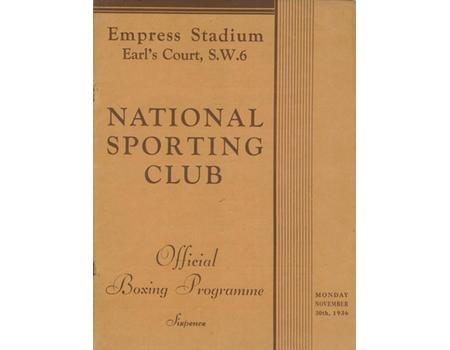 Empress Stadium
Earl's Court, S.W.6
NATIONAL
SPORTING
CLUB
Official
Boxing Programme
Sixpence
MONDAY
NOVEMBER
30th, 1936